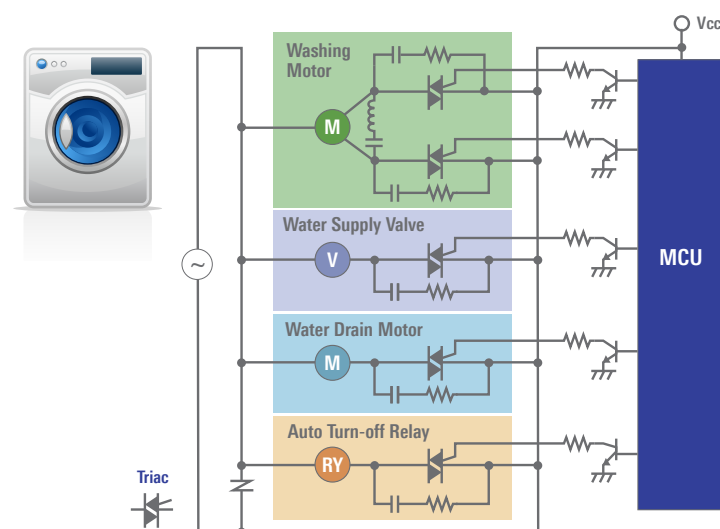 Vcc
Washing
Motor
M
Water Supply Valve
V
MCU
Water Drain Motor
M
Auto Turn-off Relay
RY
Triac